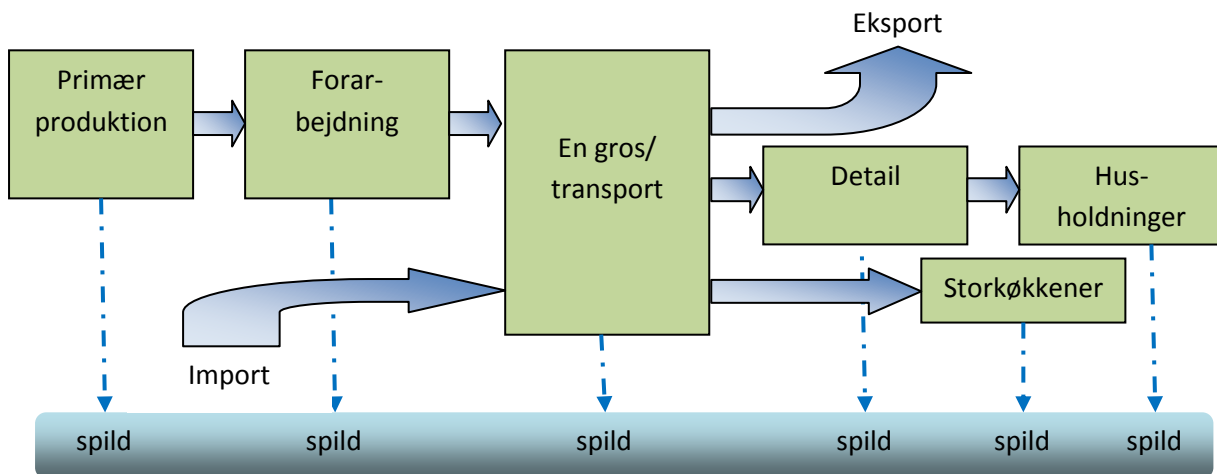 Eksport
Primær
produktion
Forar-
bejdning
En gros/
transport
Detail
Hus-
holdninger
Storkøkkener
Import
spild
spild
spild
spild
spild
spild